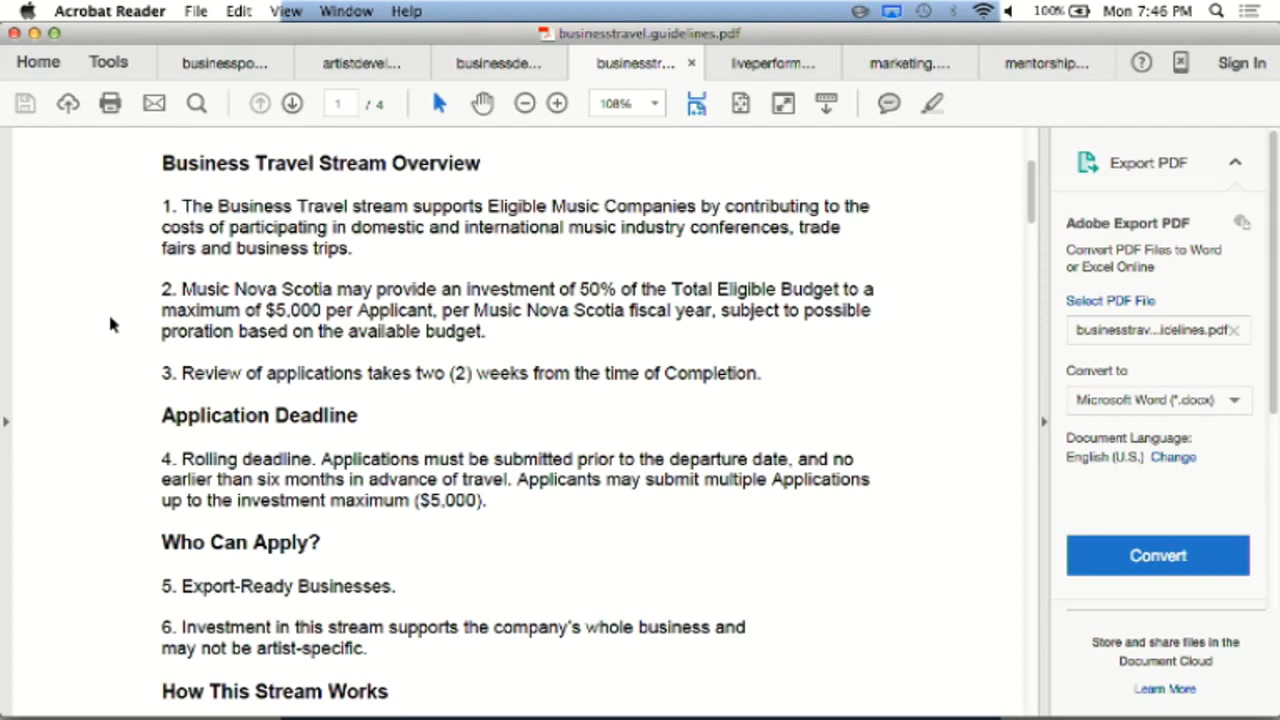 Acrobat Reader File Edit View Window Help 100% Mon 7:46 PM
businesstravel.guidelines.pdf
Home Tools businesspo... artistdevel... businessde... businesstr... × liveperform... marketing.... mentorship... Sign In
1 / 4 108%
Business Travel Stream Overview
1. The Business Travel stream supports Eligible Music Companies by contributing to the
costs of participating in domestic and international music industry conferences, trade
fairs and business trips.
2. Music Nova Scotia may provide an investment of 50% of the Total Eligible Budget to a
maximum of $5,000 per Applicant, per Music Nova Scotia fiscal year, subject to possible
proration based on the available budget.
3. Review of applications takes two (2) weeks from the time of Completion.
Application Deadline
4. Rolling deadline. Applications must be submitted prior to the departure date, and no
earlier than six months in advance of travel. Applicants may submit multiple Applications
up to the investment maximum ($5,000).
Who Can Apply?
5. Export-Ready Businesses.
6. Investment in this stream supports the company's whole business and
may not be artist-specific.
How This Stream Works
Export PDF
Adobe Export PDF
Convert PDF Files to Word
or Excel Online
Select PDF File
businesstrav...icelines.pdf ×
Convert to
Microsoft Word (*.docx)
Document Language:
English (U.S.) Change
Convert
Store and share files in the
Document Cloud
Learn More